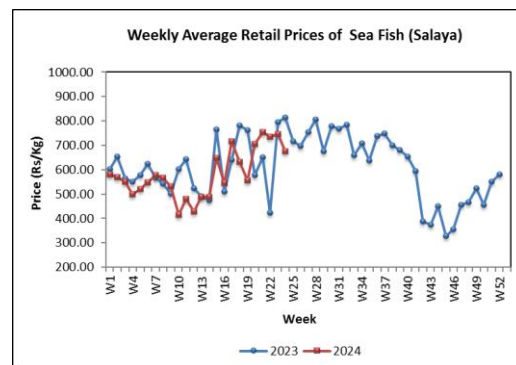 Weekly Average Retail Prices of Sea Fish (Salaya)
Price (Rs/Kg)
1000.00
900.00
800.00
700.00
600.00
500.00
400.00
300.00
200.00
W1 W4 W7 W10 W13 W16 W19 W22 W25 W28 W31 W34 W37 W40 W43 W46 W49 W52
Week
2023 2024